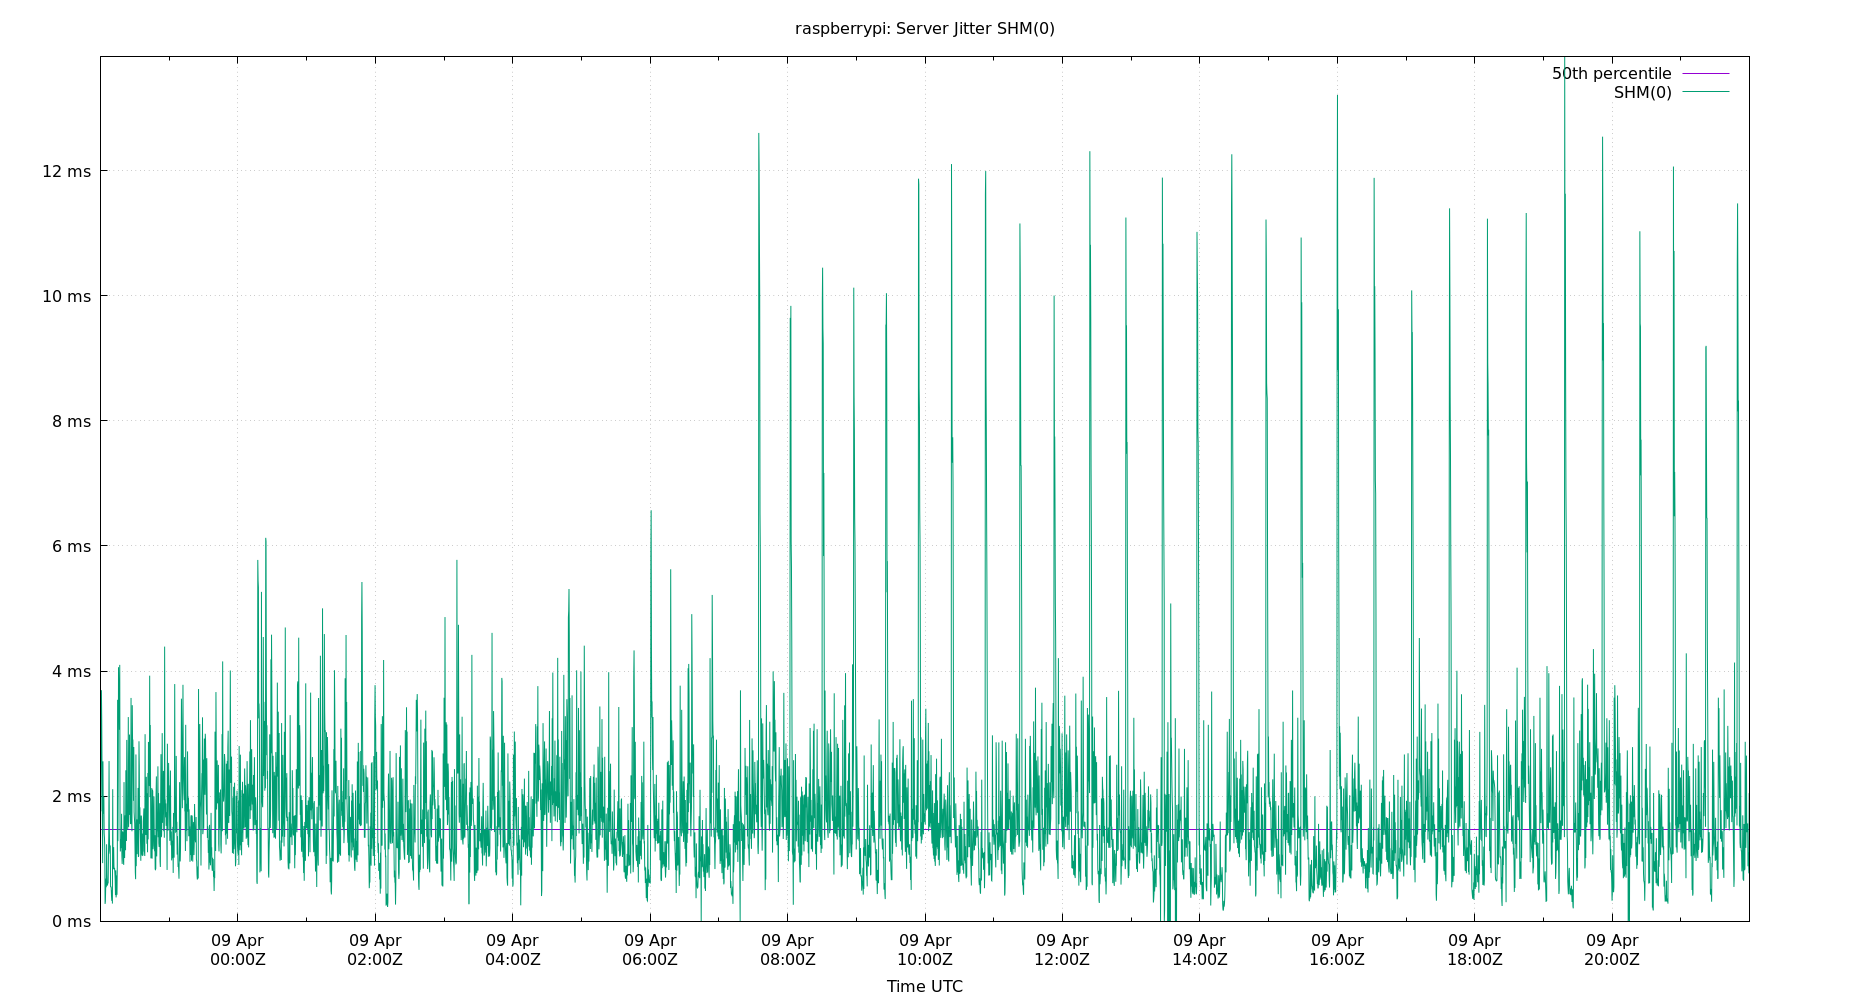 raspberrypi: Server Jitter SHM(0)
50th percentile
SHM(0)
12 ms
10 ms
8 ms
6 ms
4 ms
2 ms
0 ms
09 Apr
00:00Z
09 Apr
02:00Z
09 Apr
04:00Z
09 Apr
06:00Z
09 Apr
08:00Z
09 Apr
10:00Z
09 Apr
12:00Z
09 Apr
14:00Z
09 Apr
16:00Z
09 Apr
18:00Z
09 Apr
20:00Z
Time UTC